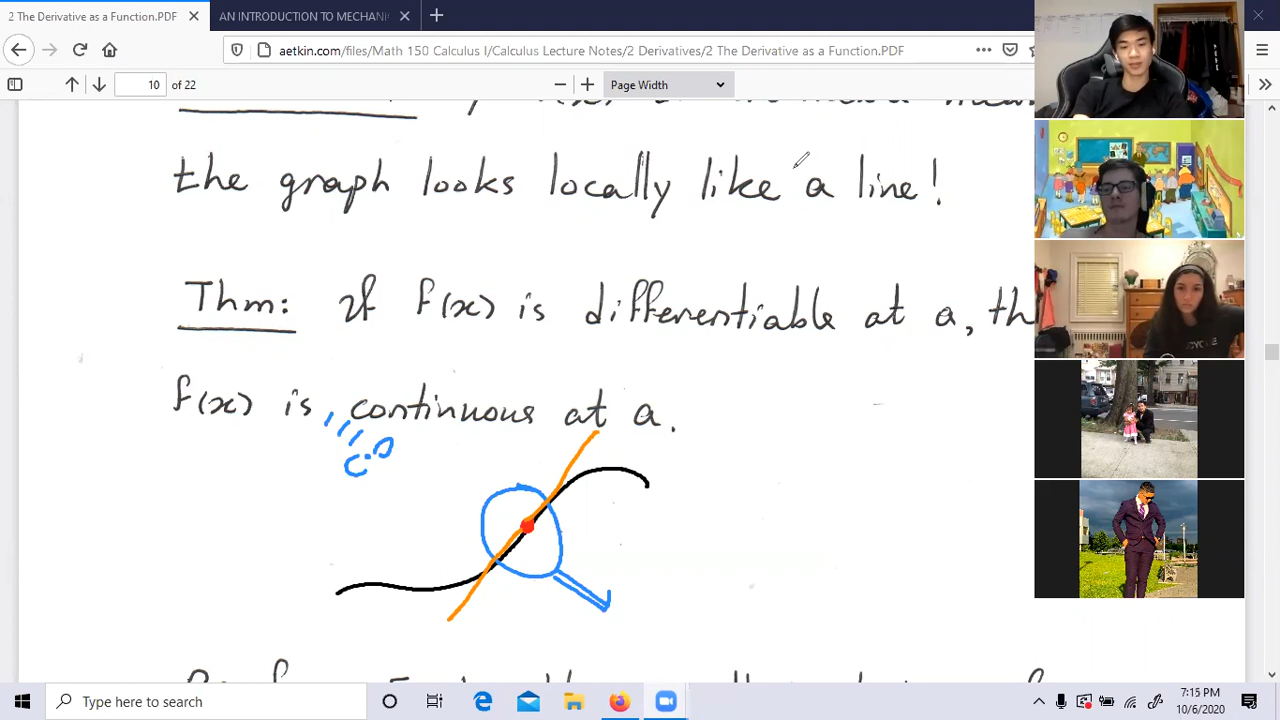 2 The Derivative as a Function.PDF
AN INTRODUCTION TO MECHANI
aetkin.com/files/Math 150 Calculus I/Calculus Lecture Notes/2 Derivatives/2 The Derivative as a Function.PDF
10 of 22
Page Width
the graph looks locally like a line!
Thm: If f(x) is differentiable at a, th
f(x) is continuous at a.
Type here to search
7:15 PM
10/6/2020